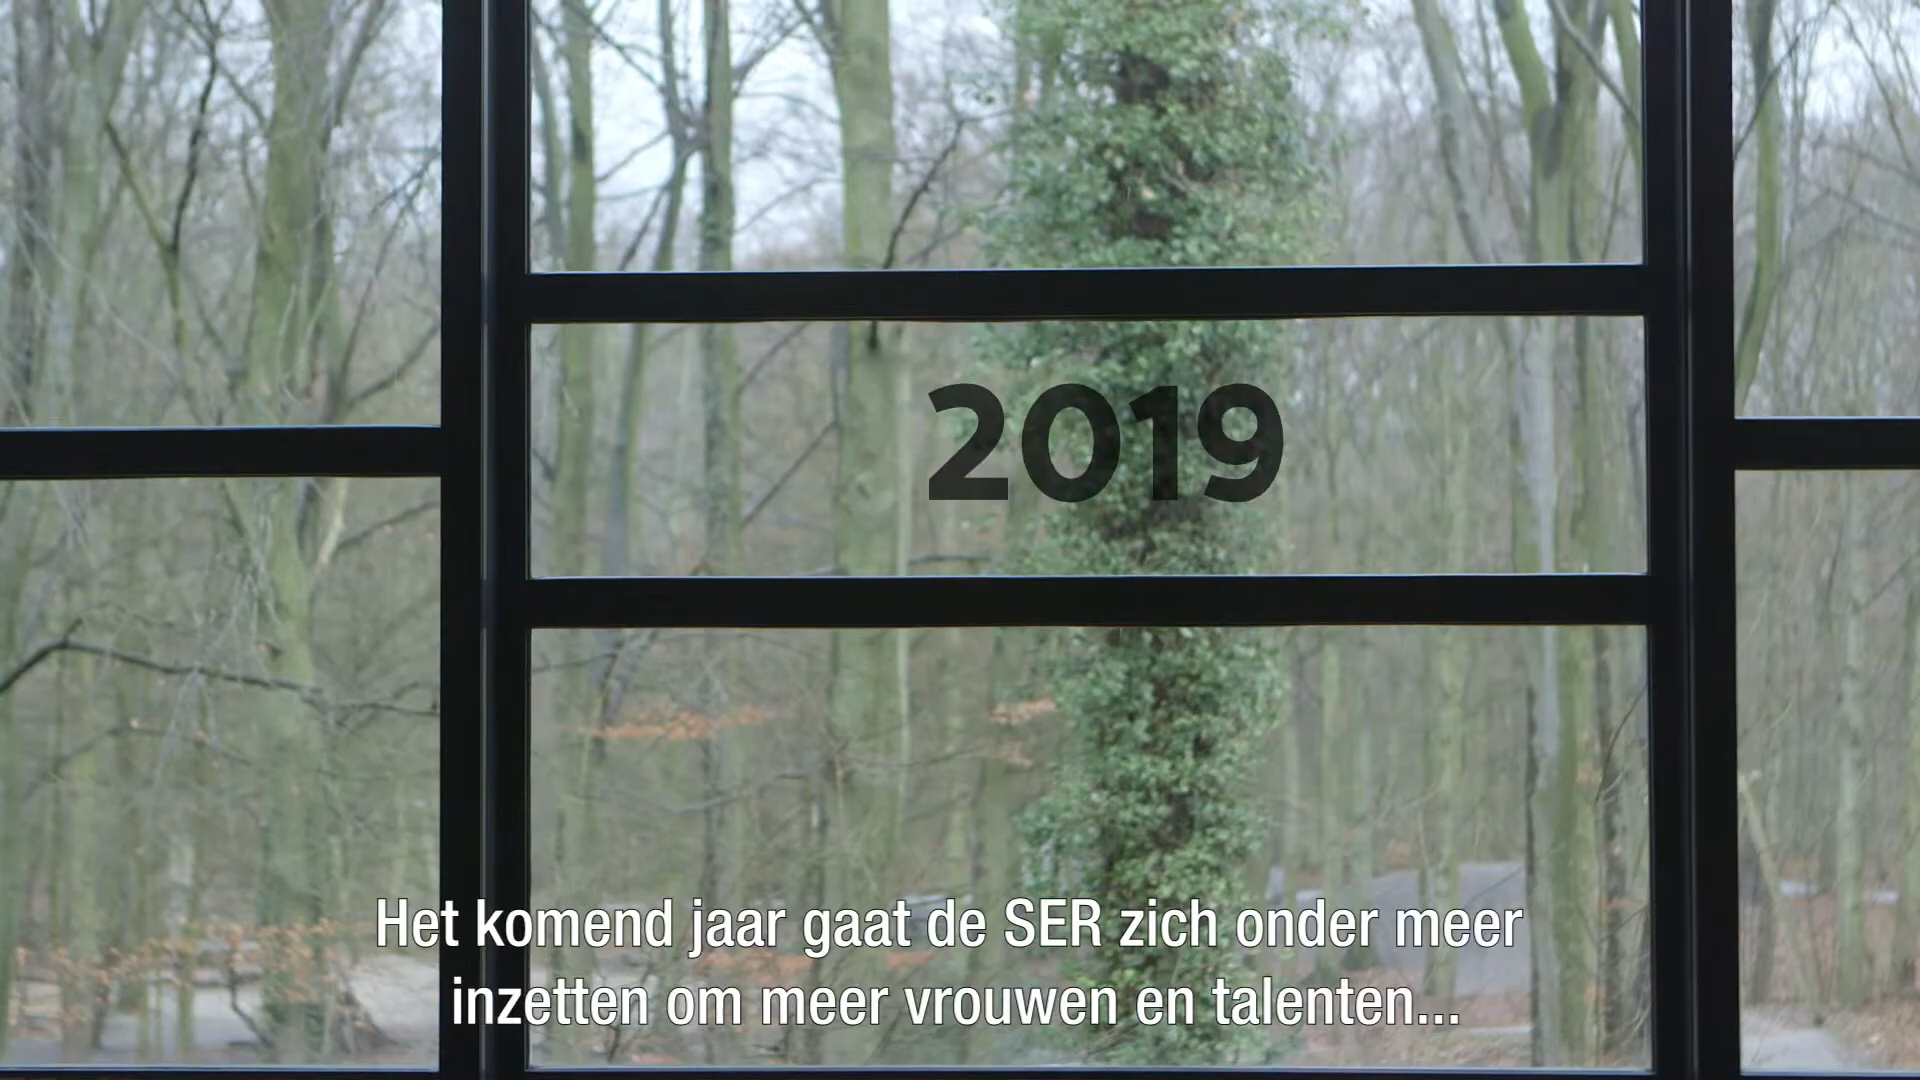 2019
Het komend jaar gaat de SER zich onder meer
inzetten om meer vrouwen en talenten...